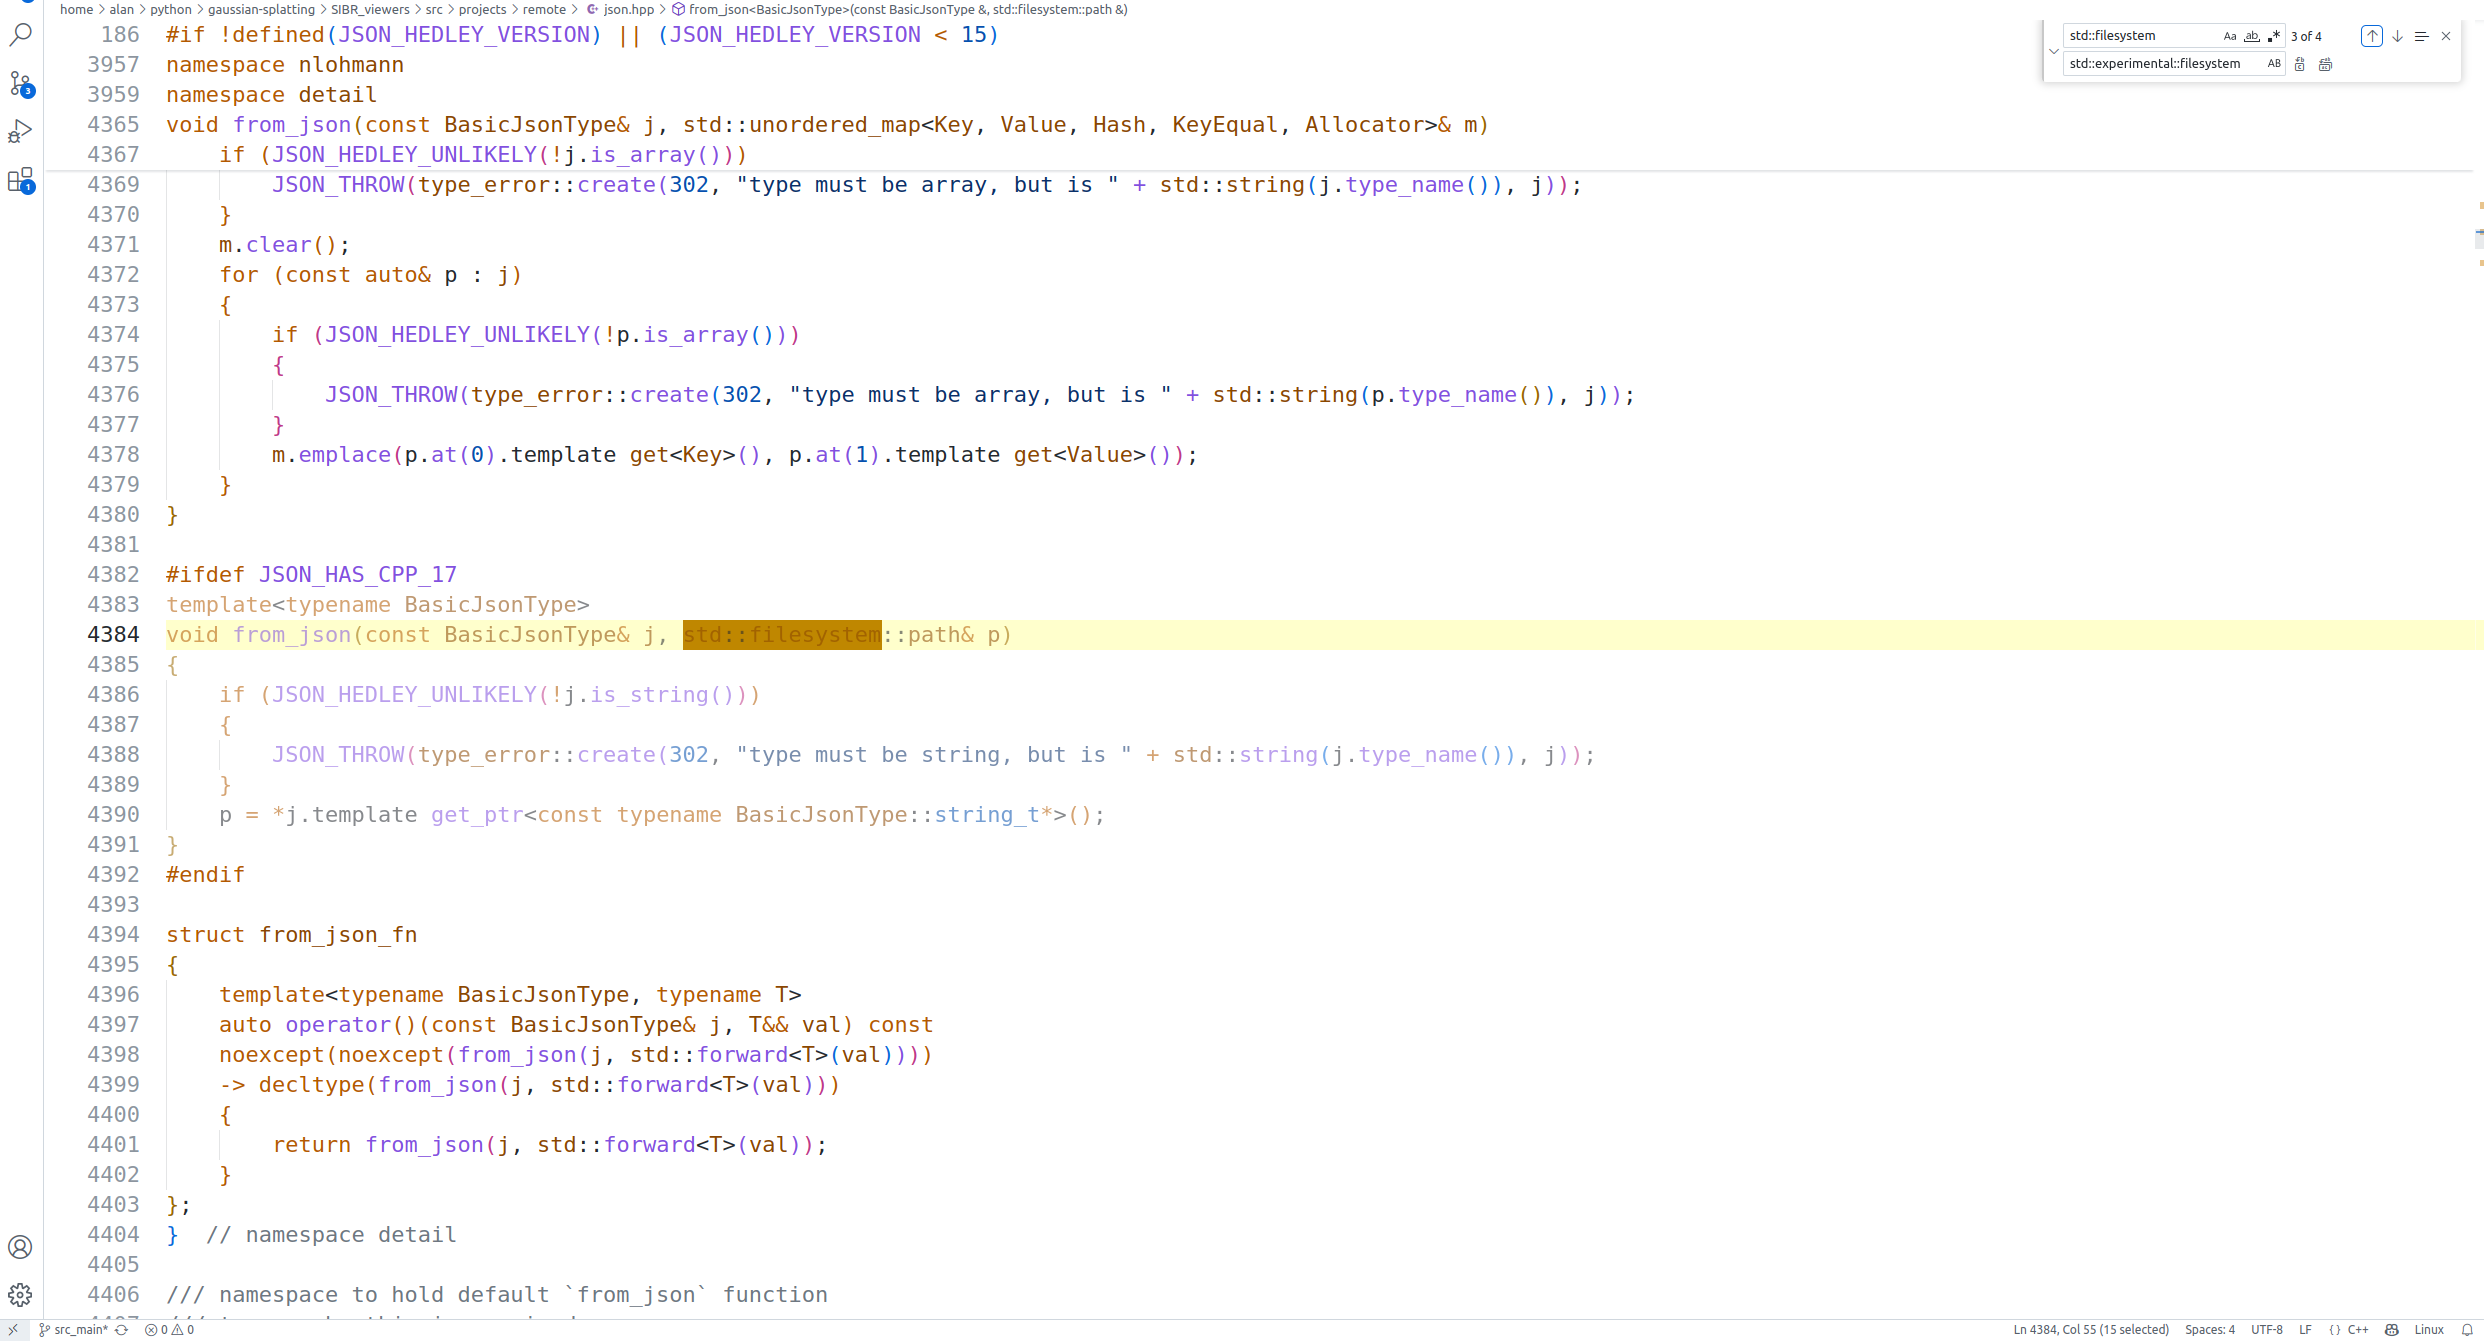 home > alan > python > gaussian-splatting > SIBR_viewers > src > projects > remote > json.hpp > from_json<BasicJsonType>(const BasicJsonType &, std::filesystem::path &)
std::filesystem Aa ab 3 of 4
std::experimental::filesystem AB
186 #if !defined(JSON_HEDLEY_VERSION) || (JSON_HEDLEY_VERSION < 15)
3957 namespace nlohmann
3959 namespace detail
4365 void from_json(const BasicJsonType& j, std::unordered_map<Key, Value, Hash, KeyEqual, Allocator>& m)
4367     if (JSON_HEDLEY_UNLIKELY(!j.is_array()))
4369         JSON_THROW(type_error::create(302, "type must be array, but is " + std::string(j.type_name()), j));
4370     }
4371     m.clear();
4372     for (const auto& p : j)
4373     {
4374         if (JSON_HEDLEY_UNLIKELY(!p.is_array()))
4375         {
4376             JSON_THROW(type_error::create(302, "type must be array, but is " + std::string(p.type_name()), j));
4377         }
4378         m.emplace(p.at(0).template get<Key>(), p.at(1).template get<Value>());
4379     }
4380 }
4381
4382 #ifdef JSON_HAS_CPP_17
4383 template<typename BasicJsonType>
4384 void from_json(const BasicJsonType& j, std::filesystem::path& p)
4385 {
4386     if (JSON_HEDLEY_UNLIKELY(!j.is_string()))
4387     {
4388         JSON_THROW(type_error::create(302, "type must be string, but is " + std::string(j.type_name()), j));
4389     }
4390     p = *j.template get_ptr<const typename BasicJsonType::string_t*>();
4391 }
4392 #endif
4393
4394 struct from_json_fn
4395 {
4396     template<typename BasicJsonType, typename T>
4397     auto operator()(const BasicJsonType& j, T&& val) const
4398     noexcept(noexcept(from_json(j, std::forward<T>(val))))
4399     -> decltype(from_json(j, std::forward<T>(val)))
4400     {
4401         return from_json(j, std::forward<T>(val));
4402     }
4403 };
4404 }  // namespace detail
4405
4406 /// namespace to hold default `from_json` function
3
1
src_main* 0 0 Ln 4384, Col 55 (15 selected) Spaces: 4 UTF-8 LF {} C++ Linux